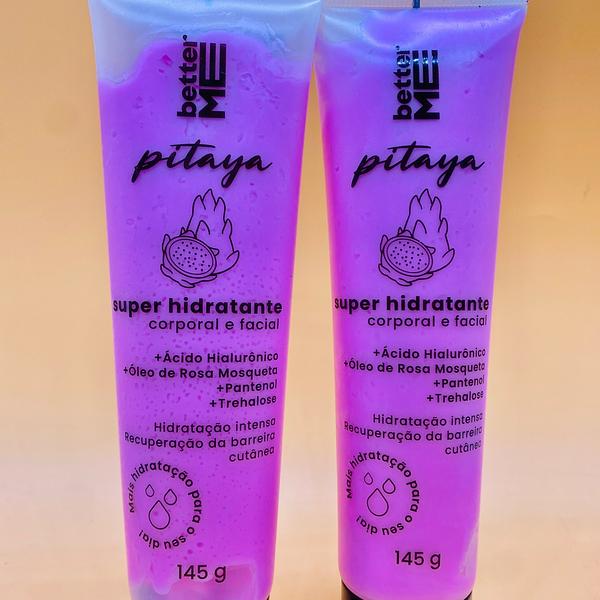 better
ME
pitaya
super hidratante
corporal e facial
+Ácido Hialurônico
+Óleo de Rosa Mosqueta
+Pantenol
+Trehalose
Hidratação intensa
Recuperação da barreira
cutânea
Mais hidratação para o seu dia!
145 g
better
ME
pitaya
super hidratante
corporal e facial
+Ácido Hialurônico
+Óleo de Rosa Mosqueta
+Pantenol
+Trehalose
Hidratação intensa
Recuperação da barreira
cutânea
Mais hidratação para o seu dia!
145 g